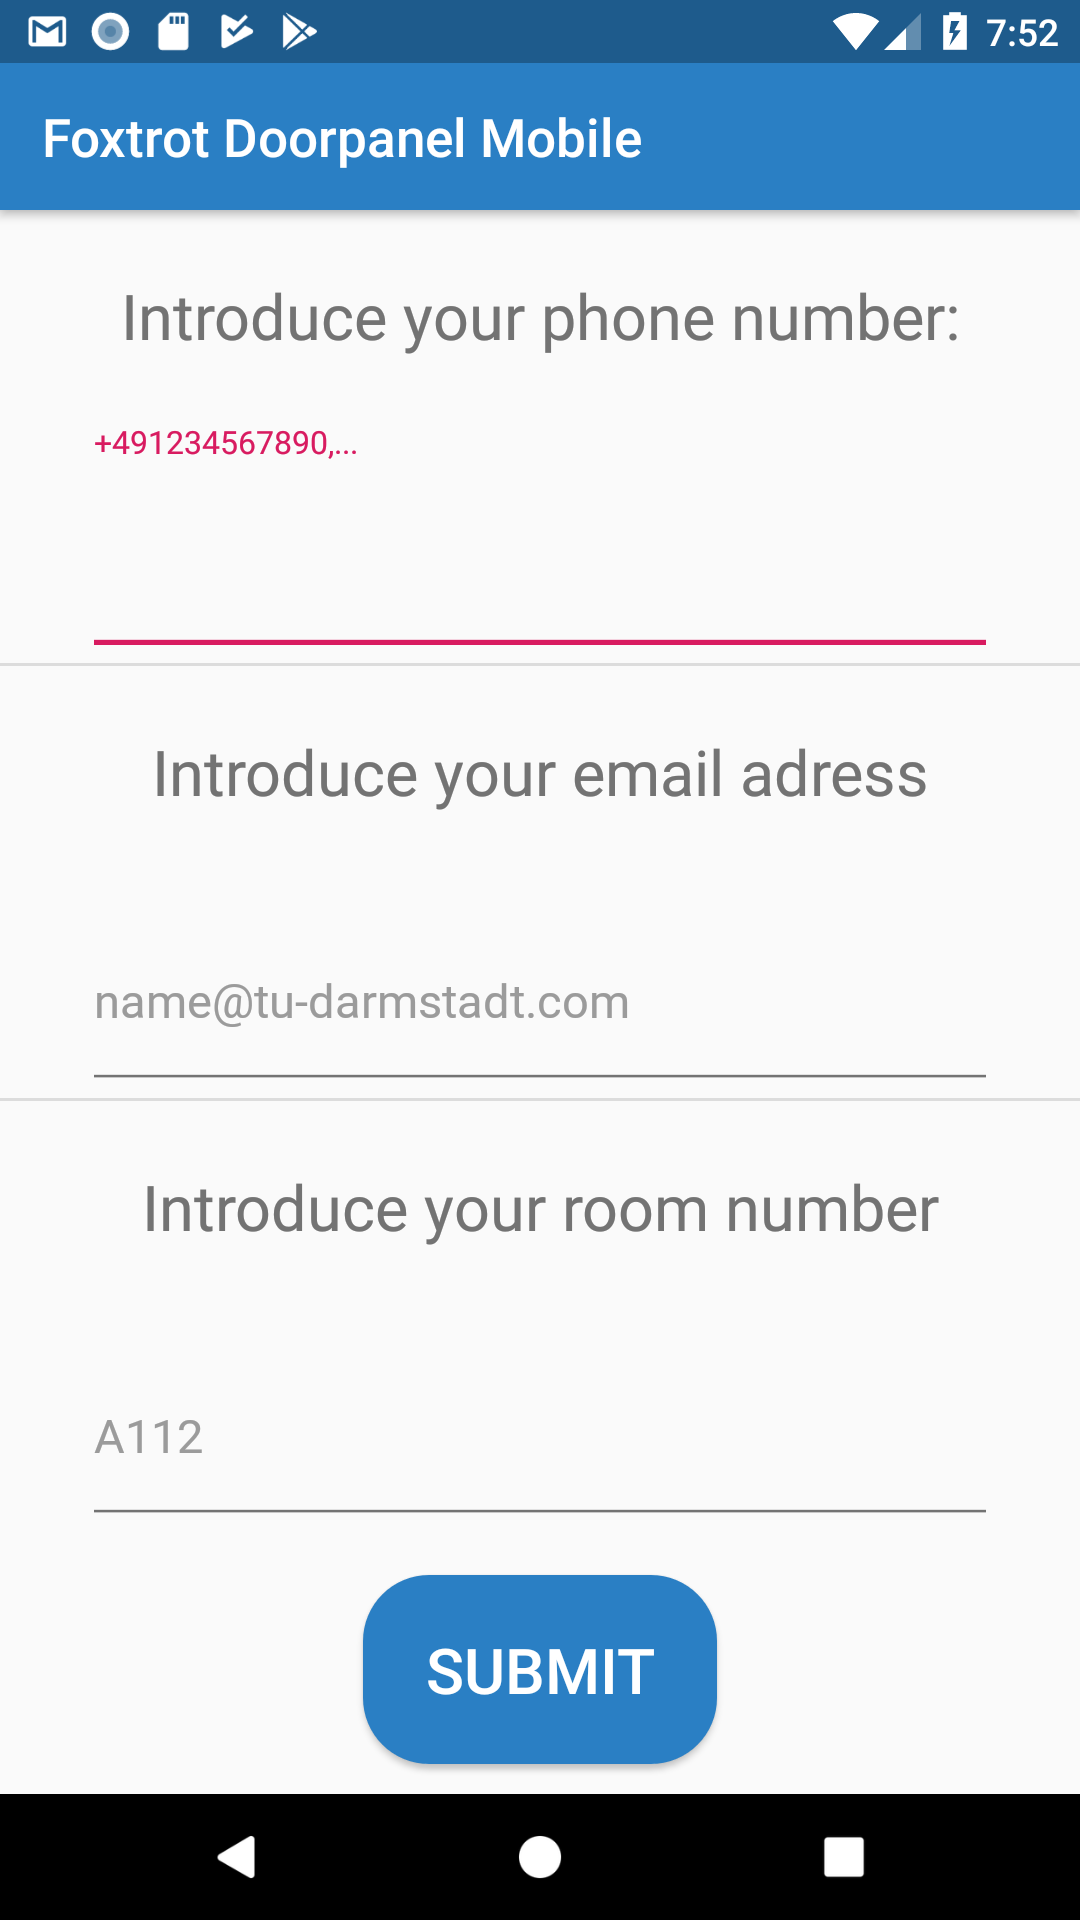 7:52
Foxtrot Doorpanel Mobile
Introduce your phone number:
+491234567890,...
Introduce your email adress
name@tu-darmstadt.com
Introduce your room number
A112
SUBMIT